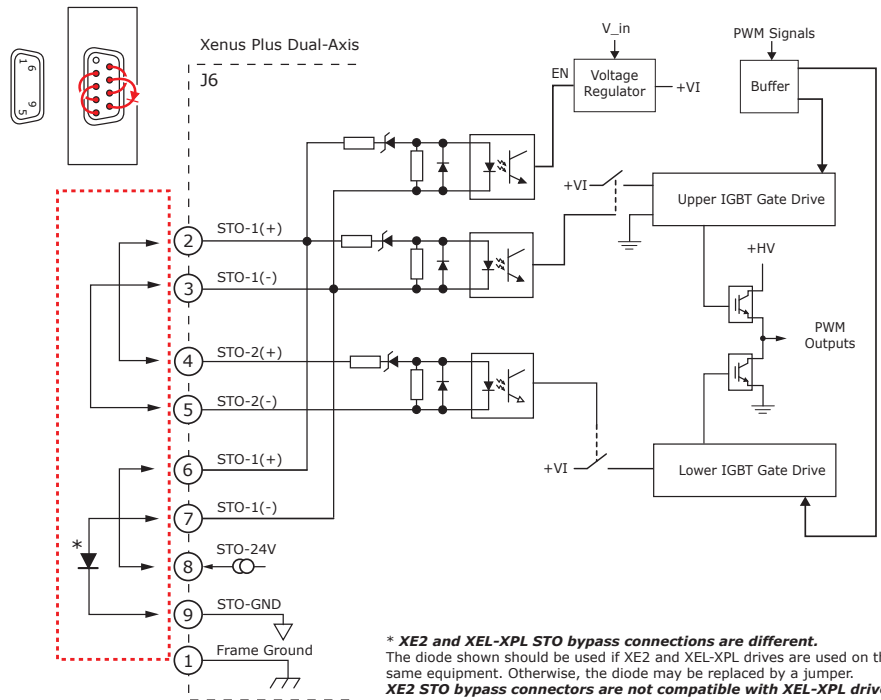 Xenus Plus Dual-Axis
J6
1
6
9
5
V_in
PWM Signals
EN
Voltage
Regulator
+VI
Buffer
+VI
Upper IGBT Gate Drive
+HV
2
STO-1(+)
3
STO-1(-)
PWM
Outputs
4
STO-2(+)
5
STO-2(-)
6
STO-1(+)
+VI
Lower IGBT Gate Drive
7
STO-1(-)
*
8
STO-24V
9
STO-GND
1
Frame Ground
* XE2 and XEL-XPL STO bypass connections are different.
The diode shown should be used if XE2 and XEL-XPL drives are used on
same equipment. Otherwise, the diode may be replaced by a jumper.
XE2 STO bypass connectors are not compatible with XEL-XPL